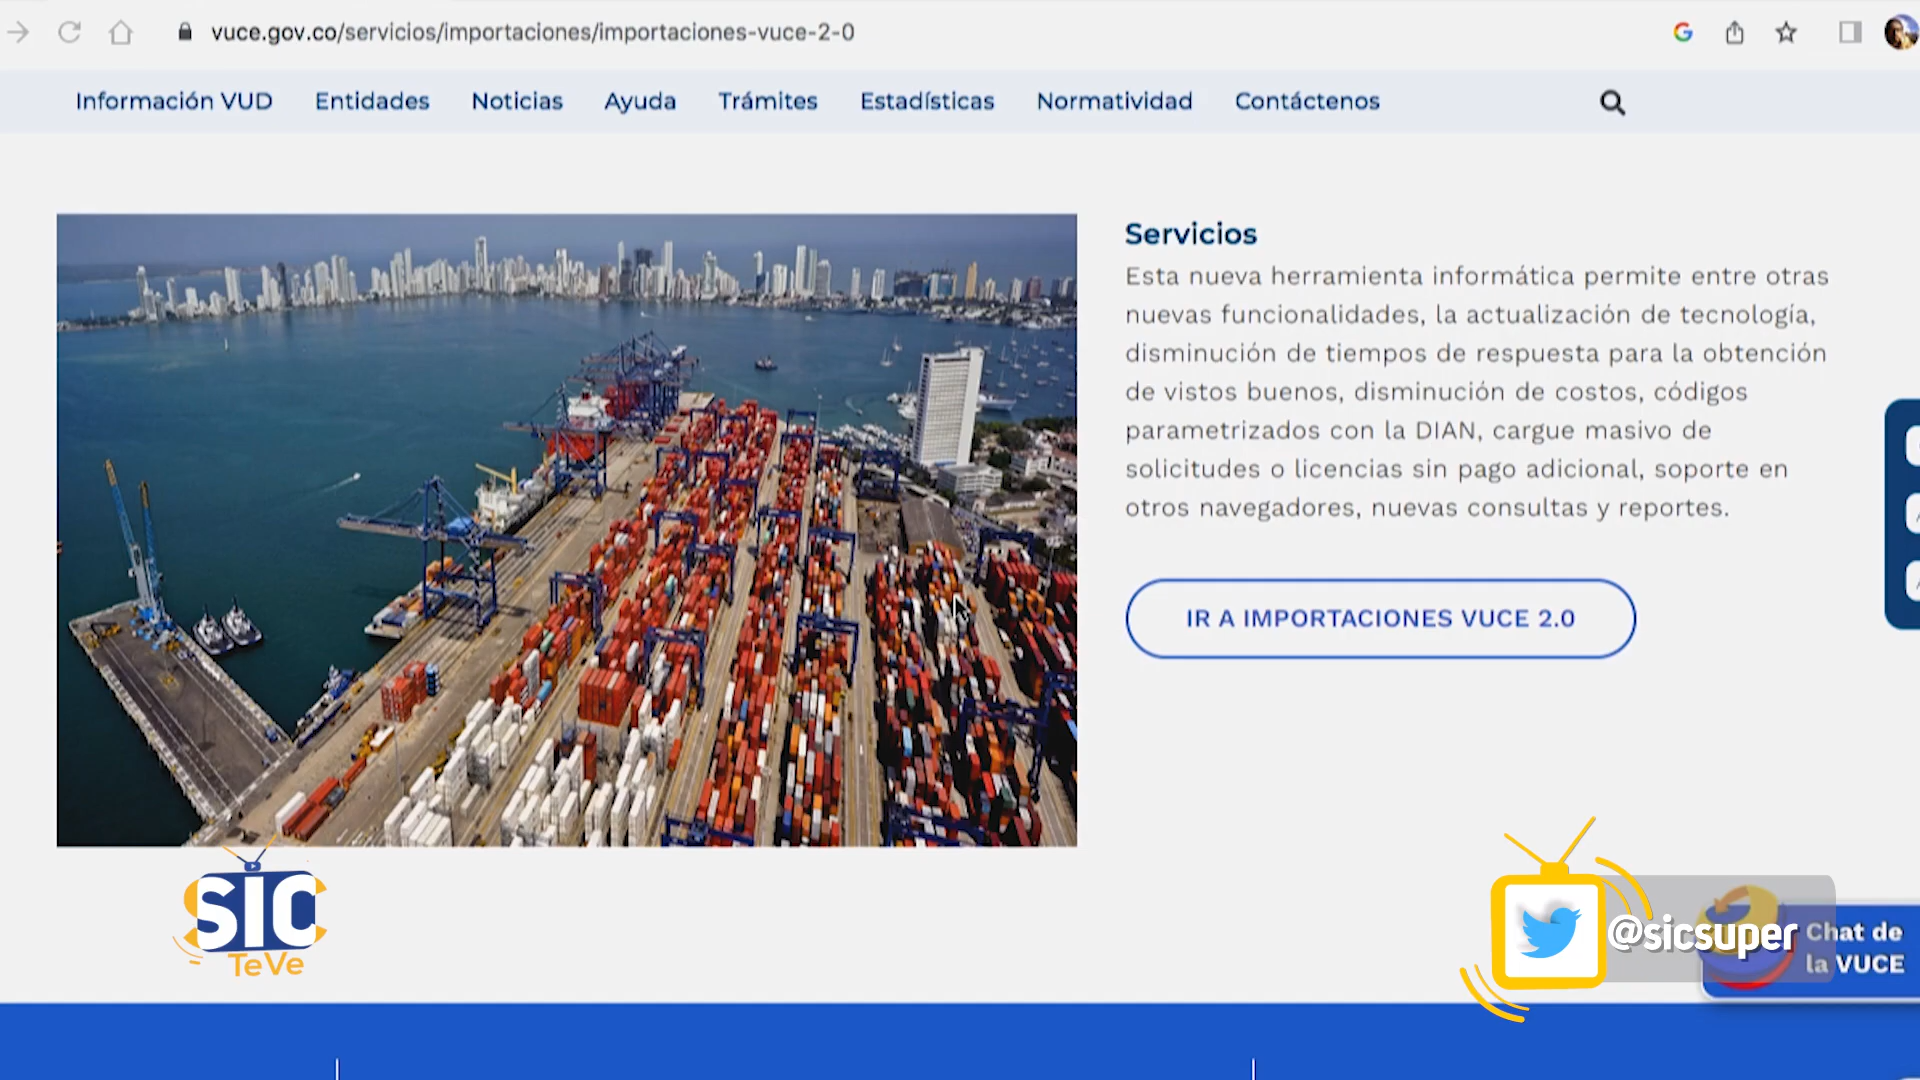 vuce.gov.co/servicios/importaciones/importaciones-vuce-2-0
Información VUD Entidades Noticias Ayuda Trámites Estadísticas Normatividad Contáctenos
Servicios
Esta nueva herramienta informática permite entre otras
nuevas funcionalidades, la actualización de tecnología,
disminución de tiempos de respuesta para la obtención
de vistos buenos, disminución de costos, códigos
parametrizados con la DIAN, cargue masivo de
solicitudes o licencias sin pago adicional, soporte en
otros navegadores, nuevas consultas y reportes.
IR A IMPORTACIONES VUCE 2.0
SIC
TeVe
@sicsuper
Chat de
la VUCE